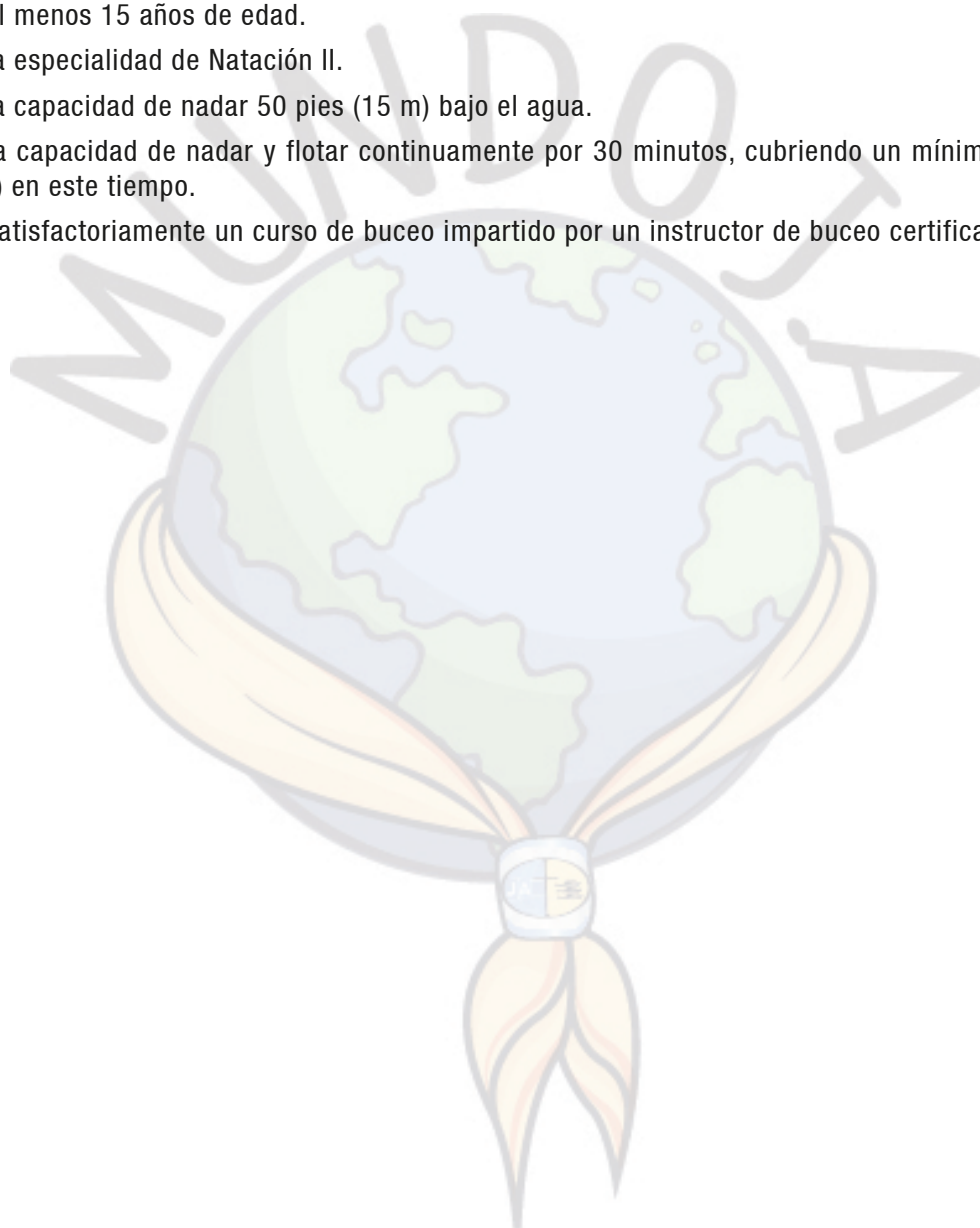 l menos 15 años de edad.
a especialidad de Natación II.
a capacidad de nadar 50 pies (15 m) bajo el agua.
a capacidad de nadar y flotar continuamente por 30 minutos, cubriendo un mínim
) en este tiempo.
atisfactoriamente un curso de buceo impartido por un instructor de buceo certifica
MUNDO JA
JA